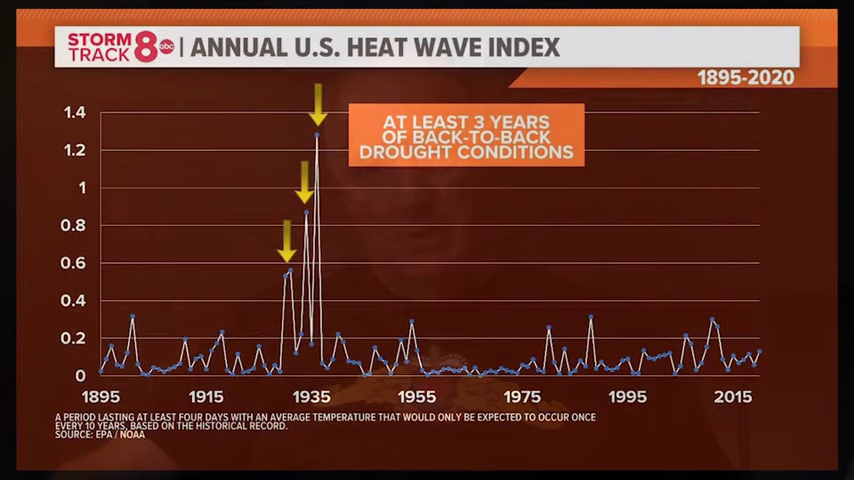 STORM
TRACK 8 abc | ANNUAL U.S. HEAT WAVE INDEX
1895-2020
AT LEAST 3 YEARS
OF BACK-TO-BACK
DROUGHT CONDITIONS
1.4
1.2
1
0.8
0.6
0.4
0.2
0
1895 1915 1935 1955 1975 1995 2015
A PERIOD LASTING AT LEAST FOUR DAYS WITH AN AVERAGE TEMPERATURE THAT WOULD ONLY BE EXPECTED TO OCCUR ONCE
EVERY 10 YEARS, BASED ON THE HISTORICAL RECORD.
SOURCE: EPA / NOAA